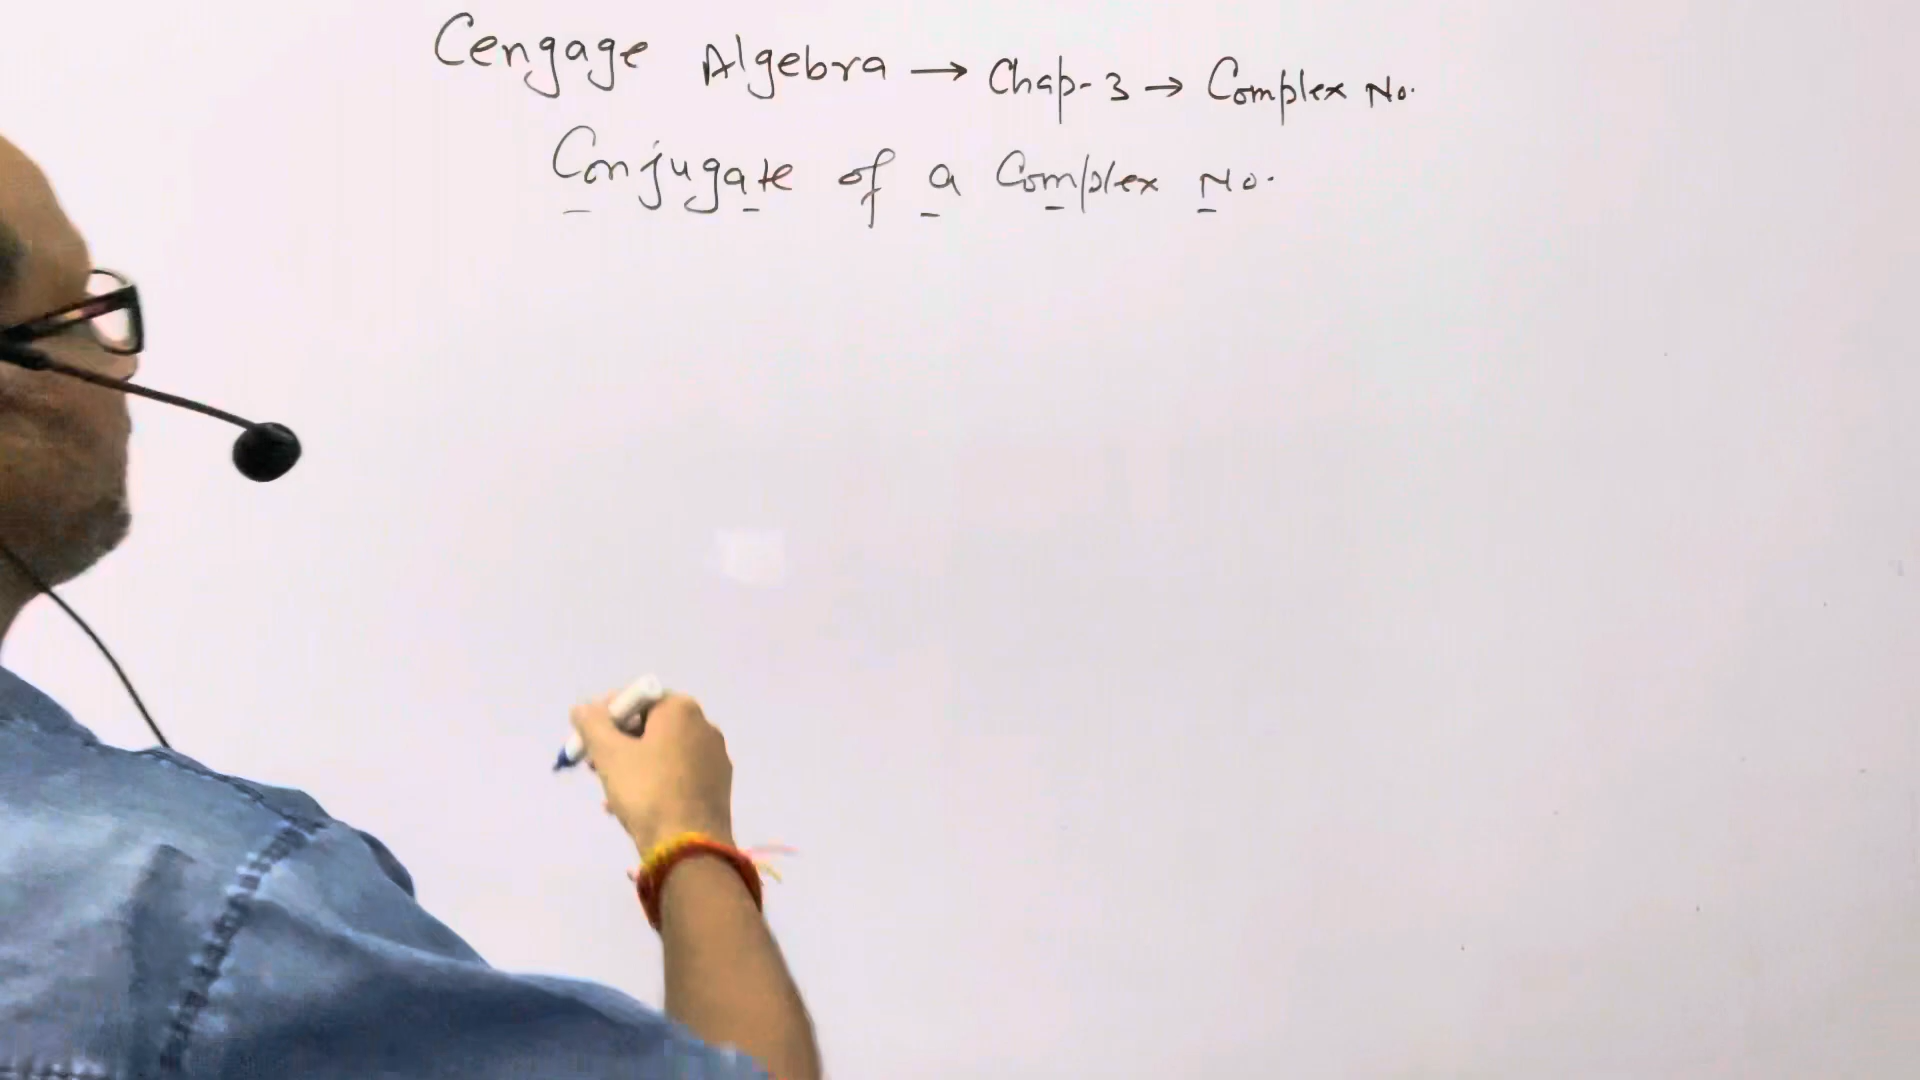 Cengage Algebra → Chap-3 → Complex No.
Conjugate of a Complex No.